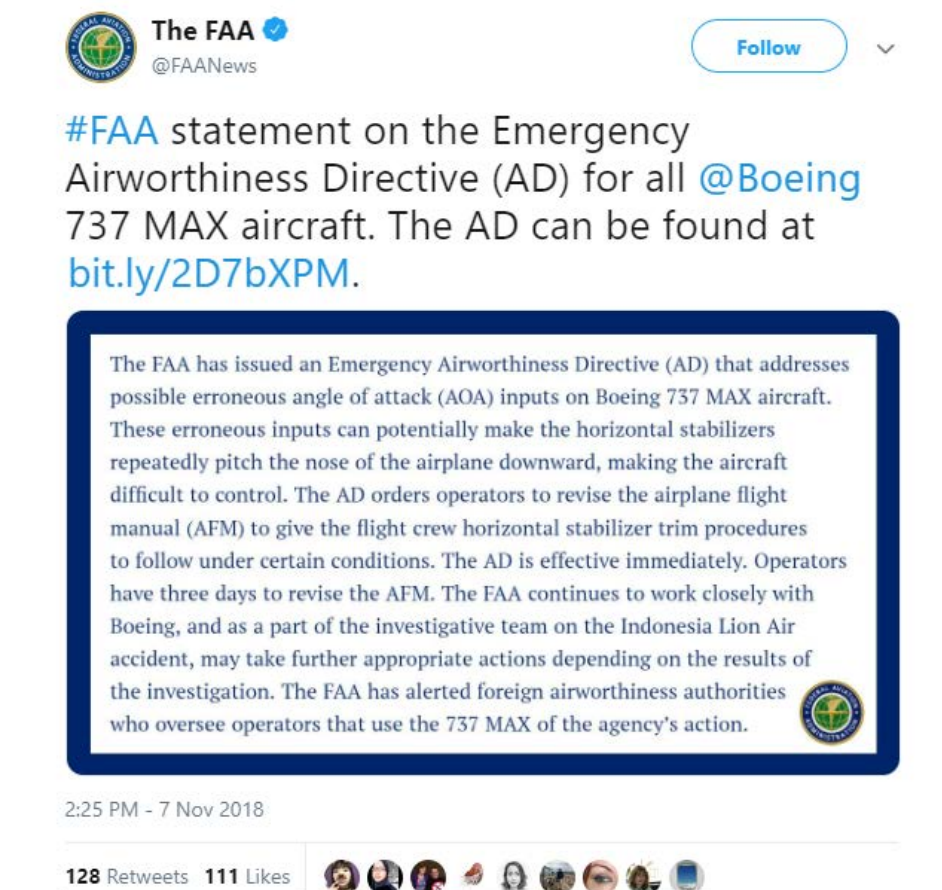 The FAA
@FAANews
Follow
#FAA statement on the Emergency
Airworthiness Directive (AD) for all @Boeing
737 MAX aircraft. The AD can be found at
bit.ly/2D7bXPM.
The FAA has issued an Emergency Airworthiness Directive (AD) that addresses
possible erroneous angle of attack (AOA) inputs on Boeing 737 MAX aircraft.
These erroneous inputs can potentially make the horizontal stabilizers
repeatedly pitch the nose of the airplane downward, making the aircraft
difficult to control. The AD orders operators to revise the airplane flight
manual (AFM) to give the flight crew horizontal stabilizer trim procedures
to follow under certain conditions. The AD is effective immediately. Operators
have three days to revise the AFM. The FAA continues to work closely with
Boeing, and as a part of the investigative team on the Indonesia Lion Air
accident, may take further appropriate actions depending on the results of
the investigation. The FAA has alerted foreign airworthiness authorities
who oversee operators that use the 737 MAX of the agency's action.
FEDERAL AVIATION
ADMINISTRATION
2:25 PM - 7 Nov 2018
128 Retweets 111 Likes